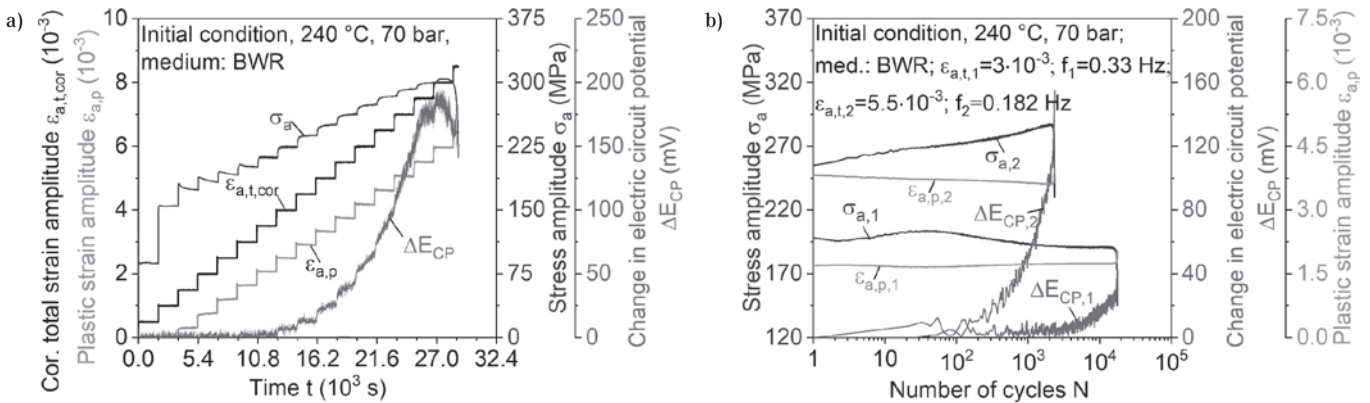 a)
Cor. total strain amplitude εa,t,cor (10-3)
Plastic strain amplitude εa,p (10-3)
10
8
6
4
2
0
Initial condition, 240 °C, 70 bar,
medium: BWR
σa
εa,t,cor
εa,p
ΔECP
0.0 5.4 10.8 16.2 21.6 27.0 32.4
Time t (103 s)
375
300
225
150
75
0
Stress amplitude σa (MPa)
250
200
150
100
50
0
Change in electric circuit potential
ΔECP (mV)
b)
Stress amplitude σa (MPa)
370
320
270
220
170
120
Initial condition, 240 °C, 70 bar;
med.: BWR; εa,t,1=3·10-3; f1=0.33 Hz;
εa,t,2=5.5·10-3; f2=0.182 Hz
σa,2
εa,p,2
σa,1
ΔECP,2
εa,p,1
ΔECP,1
1 10 102 103 104 105
Number of cycles N
200
160
120
80
40
0
Change in electric circuit potential
ΔECP (mV)
7.5
6.0
4.5
3.0
1.5
0.0
Plastic strain amplitude εa,p (10-3)